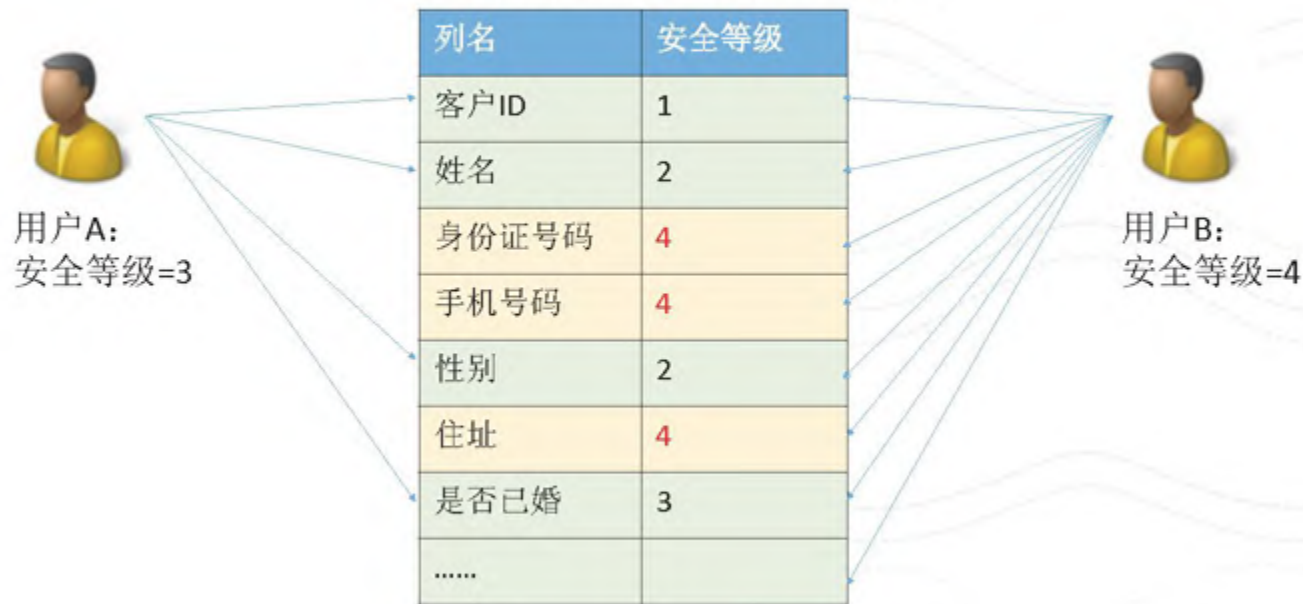 列名 安全等级
客户ID 1
姓名 2
身份证号码 4
手机号码 4
性别 2
住址 4
是否已婚 3
......
用户A：
安全等级=3
用户B：
安全等级=4